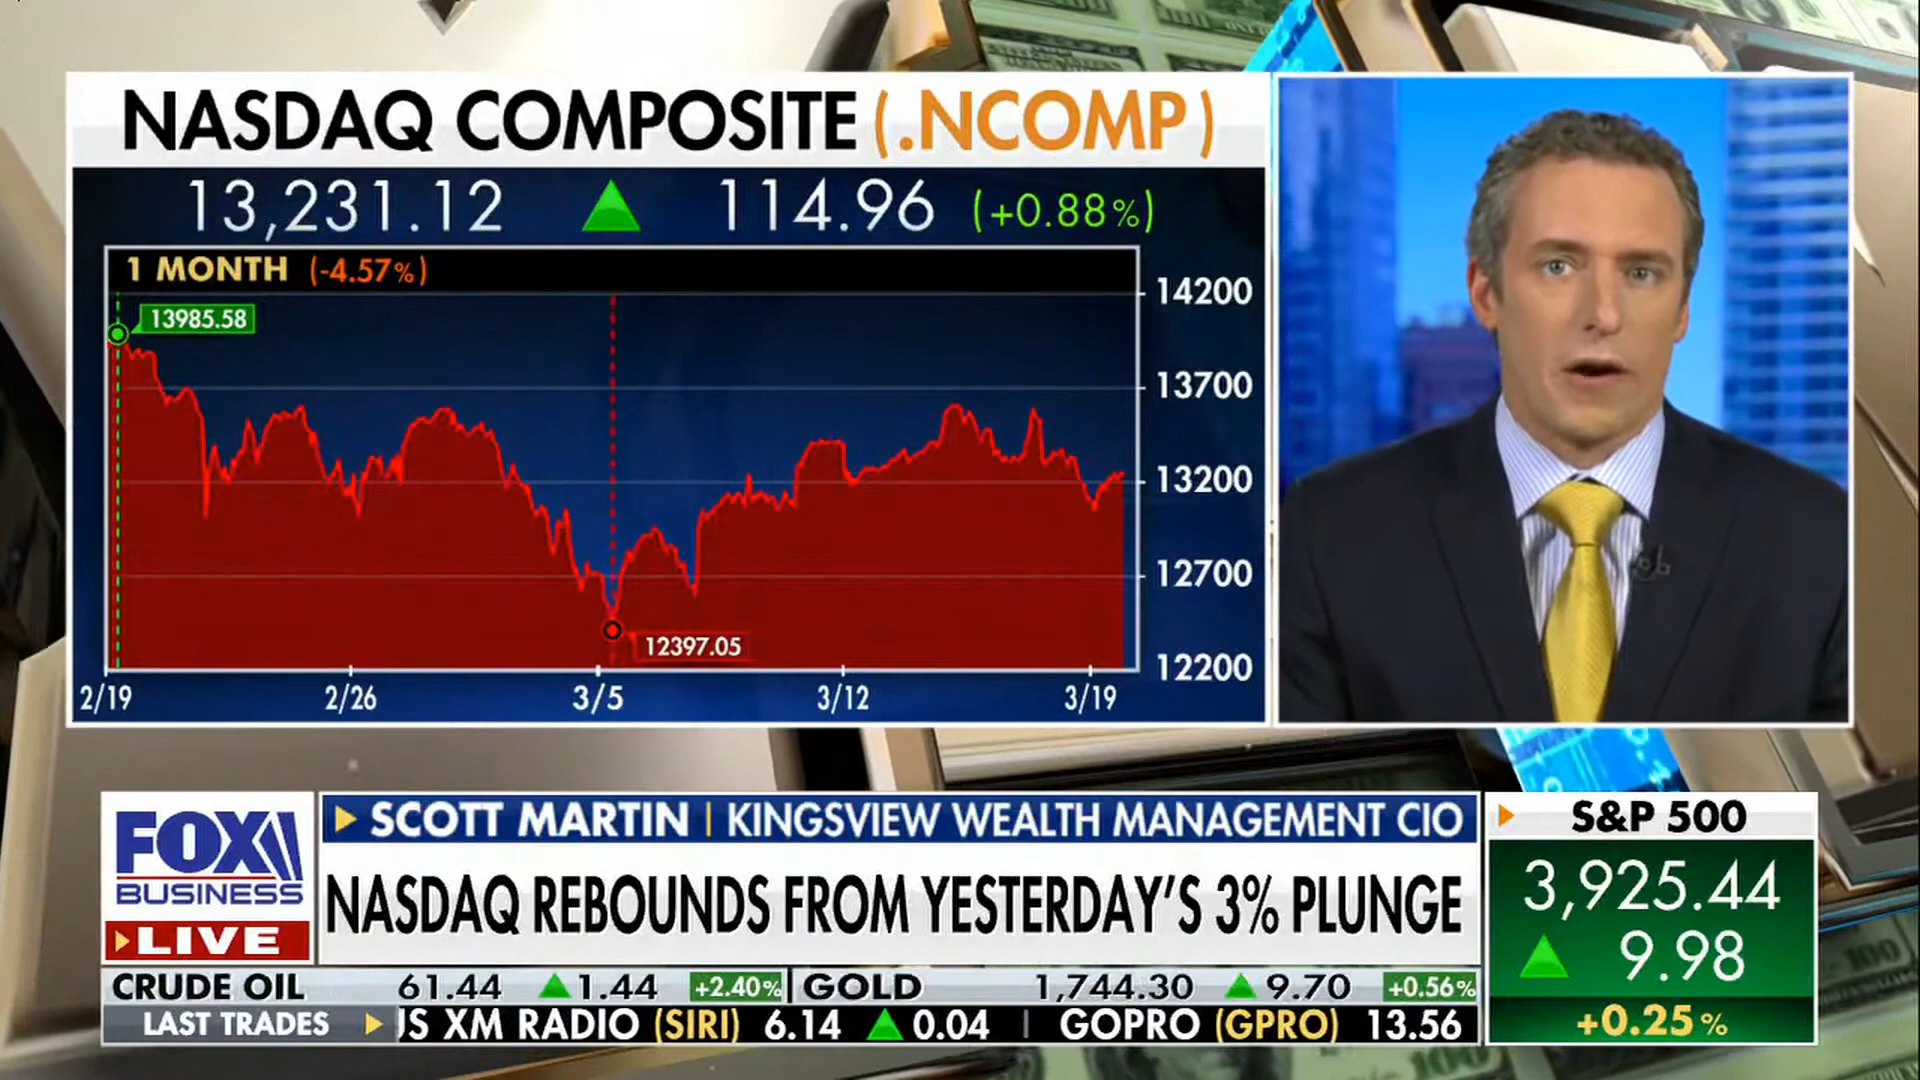 NASDAQ COMPOSITE (.NCOMP)
13,231.12 ▲ 114.96 (+0.88%)
1 MONTH (-4.57%)
14200
13985.58
13700
13200
12700
12397.05
12200
2/19 2/26 3/5 3/12 3/19
FOX
BUSINESS
LIVE
SCOTT MARTIN | KINGSVIEW WEALTH MANAGEMENT CIO
NASDAQ REBOUNDS FROM YESTERDAY'S 3% PLUNGE
S&P 500
3,925.44
▲ 9.98
+0.25%
CRUDE OIL 61.44 ▲ 1.44 +2.40% GOLD 1,744.30 ▲ 9.70 +0.56%
LAST TRADES XM RADIO (SIRI) 6.14 ▲ 0.04 | GOPRO (GPRO) 13.56